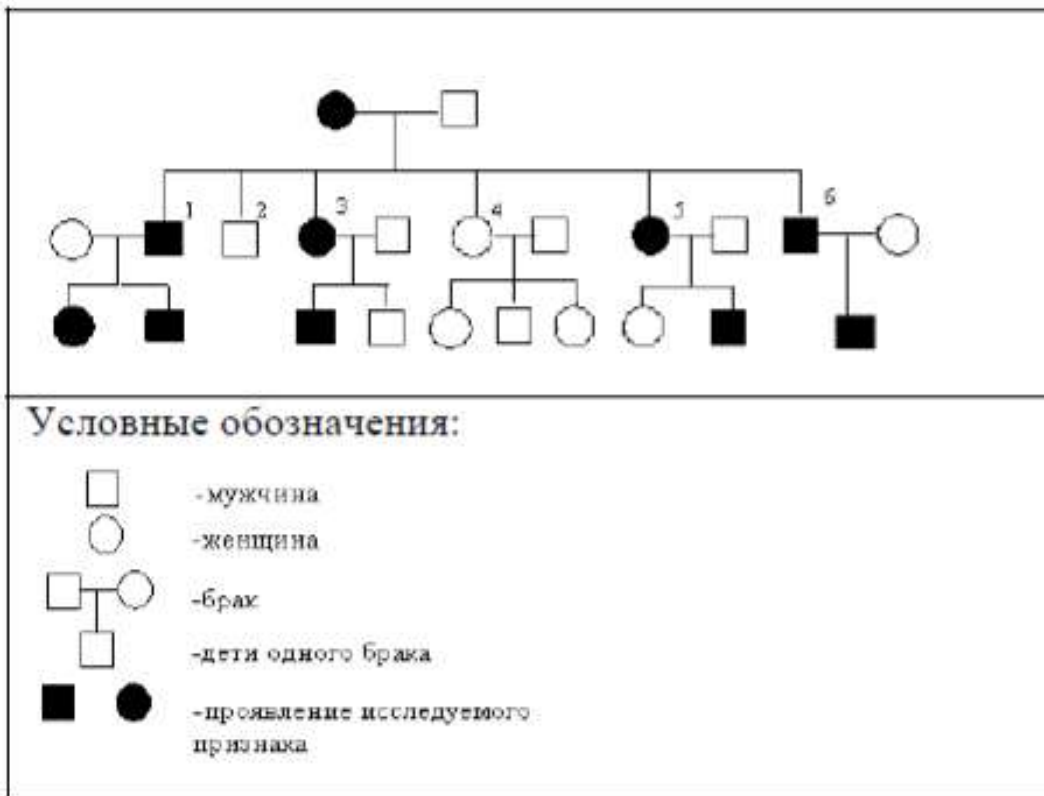 1 2 3 4 5 6
Условные обозначения:
-мужчина
-женщина
-брак
-дети одного брака
-проявление исследуемого
признака